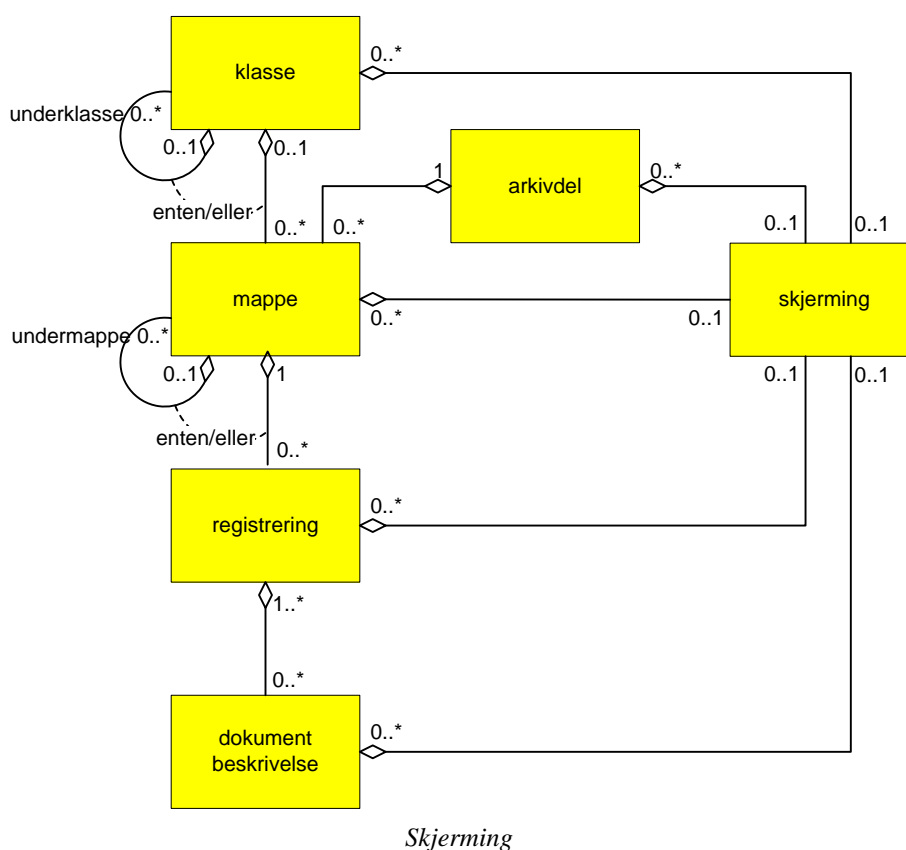 klasse
0..*
underklasse 0..*
0..1
0..1
enten/eller
0..*
0..*
1
arkivdel
0..*
0..1
0..1
mappe
0..*
0..1
skjerming
undermappe 0..*
0..1
1
0..1
0..1
enten/eller
0..*
registrering
0..*
1..*
0..*
dokument
beskrivelse
0..*
Skjerming